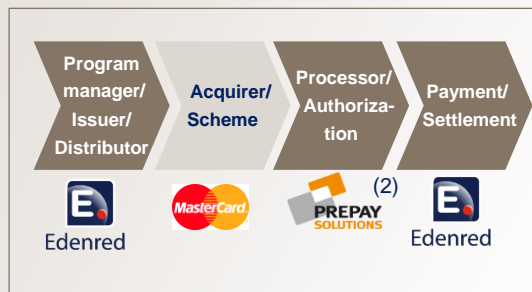 Program
manager/
Issuer/
Distributor
Acquirer/
Scheme
Processor/
Authoriza-
tion
Payment/
Settlement
E.
Edenred
MasterCard.
PREPAY
SOLUTIONS
(2)
E.
Edenred